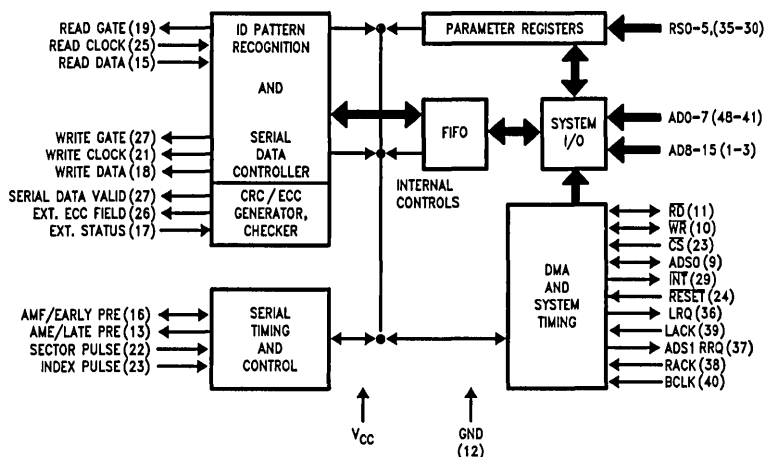 READ GATE (19)
READ CLOCK (25)
READ DATA (15)
WRITE GATE (27)
WRITE CLOCK (21)
WRITE DATA (18)
SERIAL DATA VALID (27)
EXT. ECC FIELD (26)
EXT. STATUS (17)
AMF/EARLY PRE (16)
AME/LATE PRE (13)
SECTOR PULSE (22)
INDEX PULSE (23)
ID PATTERN
RECOGNITION
AND
SERIAL
DATA
CONTROLLER
CRC/ECC
GENERATOR,
CHECKER
SERIAL
TIMING
AND
CONTROL
PARAMETER REGISTERS
FIFO
INTERNAL
CONTROLS
SYSTEM
I/O
DMA
AND
SYSTEM
TIMING
VCC
GND
(12)
RS0-5,(35-30)
AD0-7 (48-41)
AD8-15 (1-3)
RD (11)
WR (10)
CS (23)
ADS0 (9)
INT (29)
RESET (24)
LRQ (36)
LACK (39)
ADS1 RRQ (37)
RACK (38)
BCLK (40)